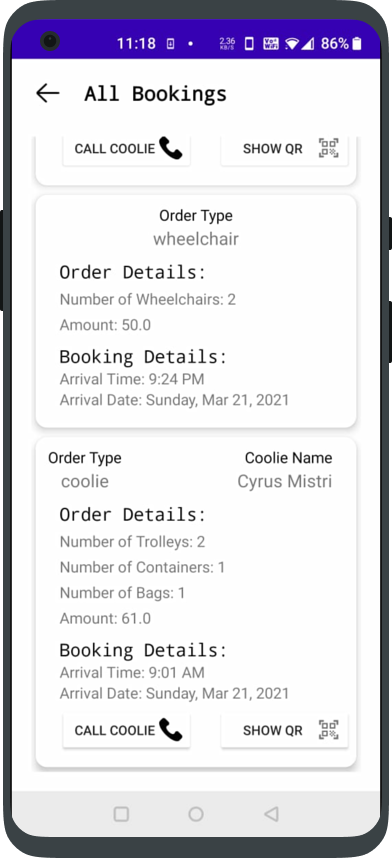 11:18 2.36 KB/S Vo WiFi 86%
All Bookings
CALL COOLIE SHOW QR
Order Type
wheelchair
Order Details:
Number of Wheelchairs: 2
Amount: 50.0
Booking Details:
Arrival Time: 9:24 PM
Arrival Date: Sunday, Mar 21, 2021
Order Type Coolie Name
coolie Cyrus Mistri
Order Details:
Number of Trolleys: 2
Number of Containers: 1
Number of Bags: 1
Amount: 61.0
Booking Details:
Arrival Time: 9:01 AM
Arrival Date: Sunday, Mar 21, 2021
CALL COOLIE SHOW QR